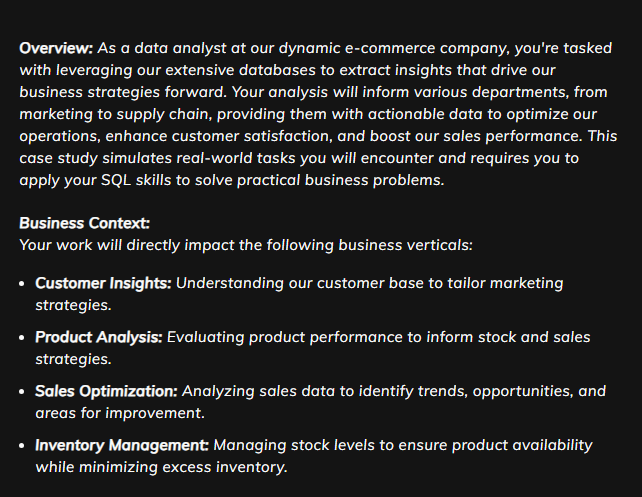 Overview: As a data analyst at our dynamic e-commerce company, you're tasked
with leveraging our extensive databases to extract insights that drive our
business strategies forward. Your analysis will inform various departments, from
marketing to supply chain, providing them with actionable data to optimize our
operations, enhance customer satisfaction, and boost our sales performance. This
case study simulates real-world tasks you will encounter and requires you to
apply your SQL skills to solve practical business problems.
Business Context:
Your work will directly impact the following business verticals:
• Customer Insights: Understanding our customer base to tailor marketing
strategies.
• Product Analysis: Evaluating product performance to inform stock and sales
strategies.
• Sales Optimization: Analyzing sales data to identify trends, opportunities, and
areas for improvement.
• Inventory Management: Managing stock levels to ensure product availability
while minimizing excess inventory.